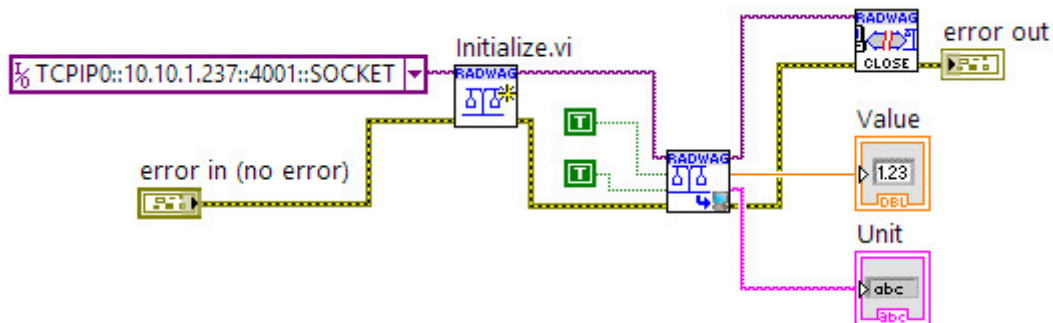 RADWAG
CLOSE
error out
Initialize.vi
TCPIP0::10.10.1.237::4001::SOCKET
RADWAG
T
Value
1.23
DBL
error in (no error)
T
RADWAG
Unit
abc
abc